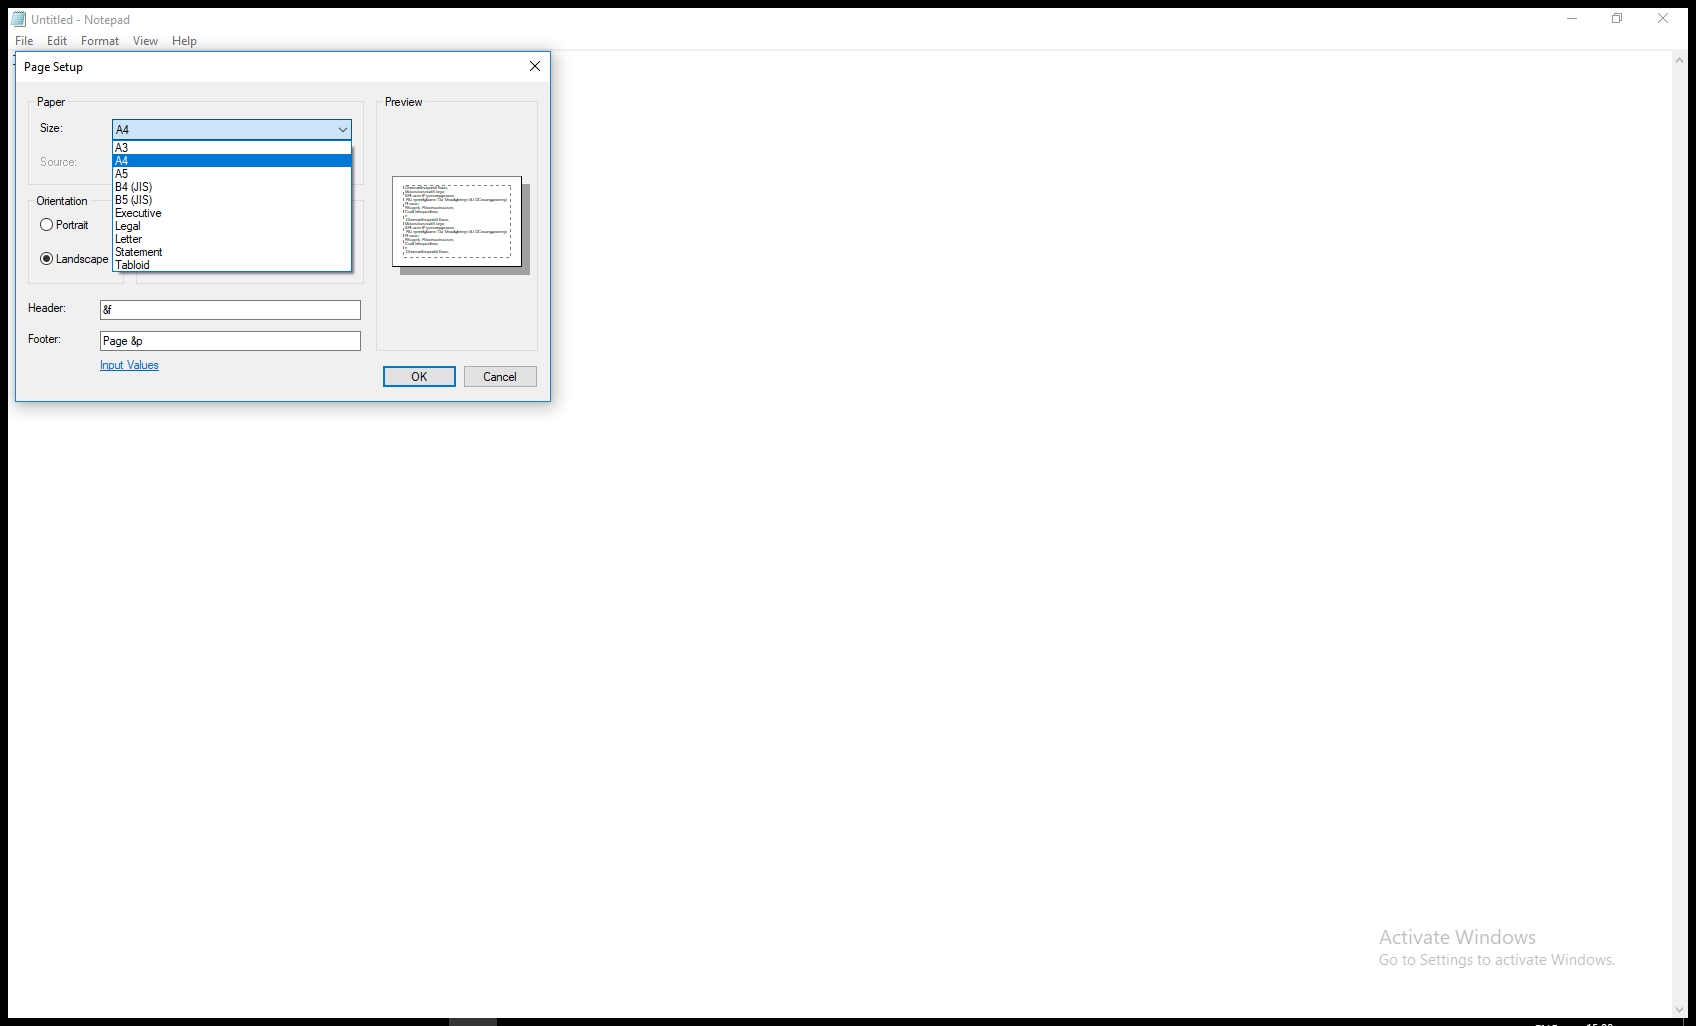 Untitled - Notepad
File Edit Format View Help
Page Setup
Paper
Size:
A4
A3
A4
A5
B4 (JIS)
B5 (JIS)
Executive
Legal
Letter
Statement
Tabloid
Source:
Orientation
Portrait
Landscape
Preview
Header:
&f
Footer:
Page &p
Input Values
OK
Cancel
Activate Windows
Go to Settings to activate Windows.